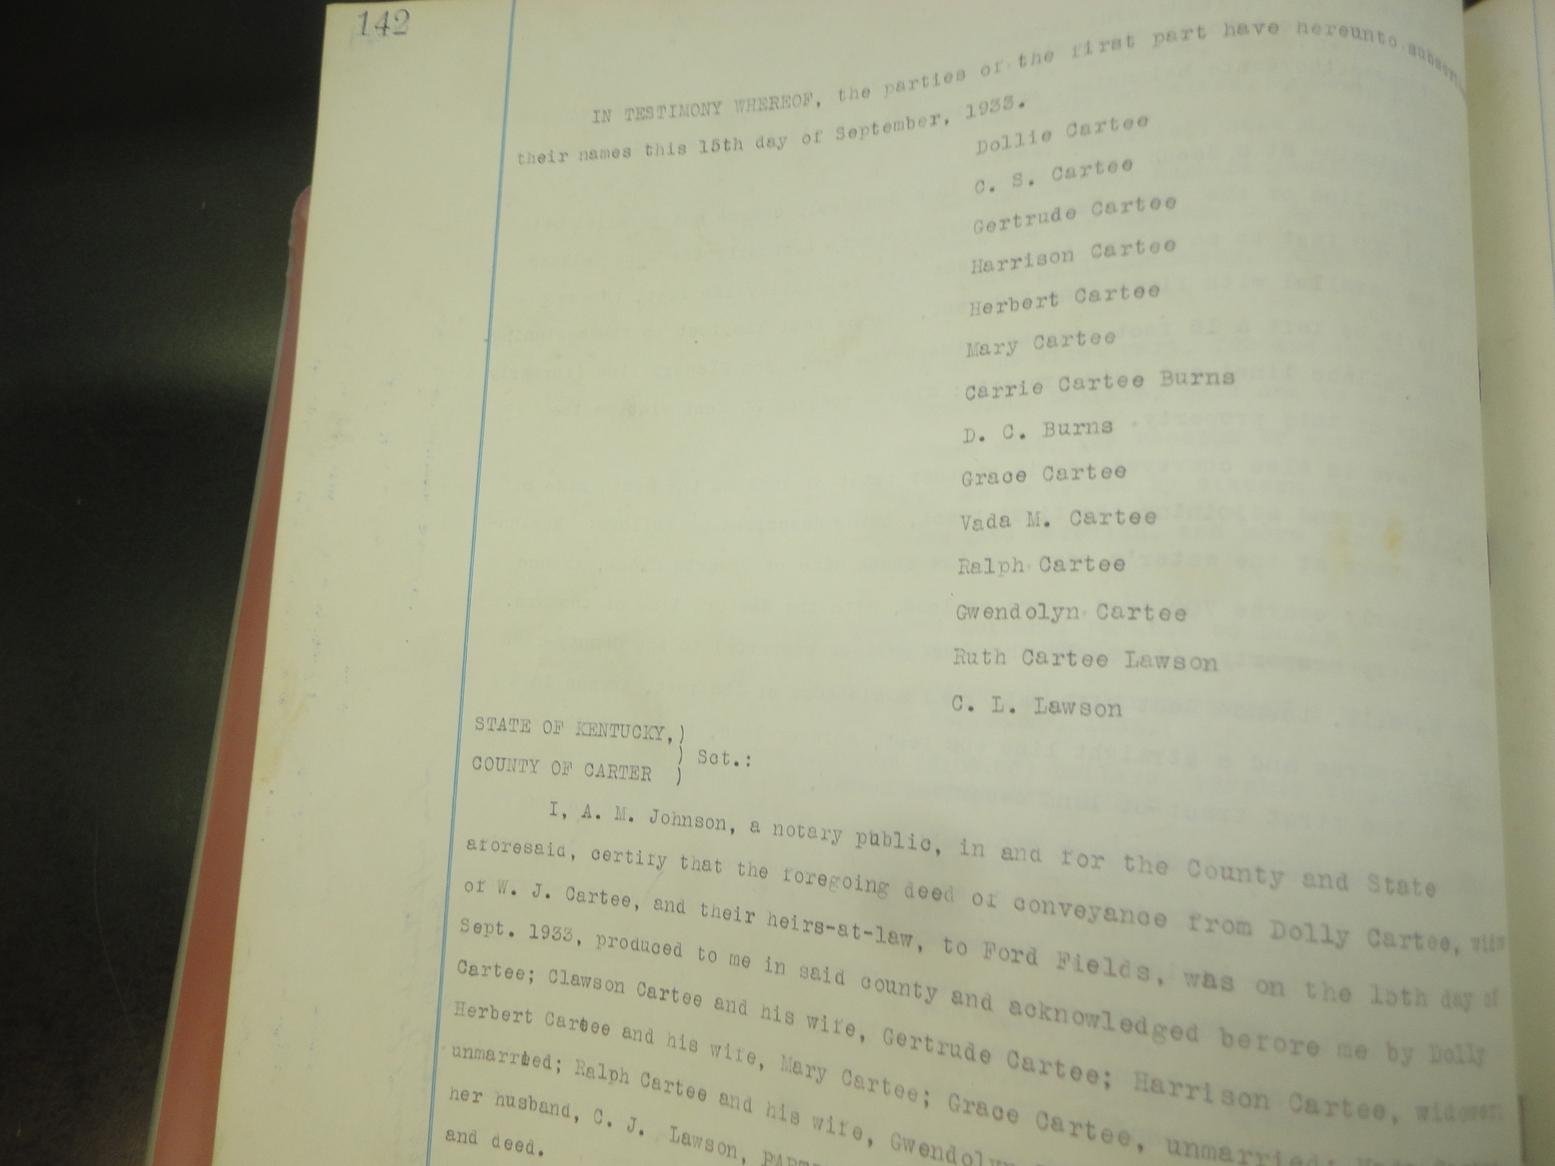 142
IN TESTIMONY WHEREOF, the parties of the first part have hereunto
their names this 15th day of September, 1933.
Dollie Cartee
C. S. Cartee
Gertrude Cartee
Harrison Cartee
Herbert Cartee
Mary Cartee
Carrie Cartee Burns
D. C. Burns
Grace Cartee
Vada M. Cartee
Ralph Cartee
Gwendolyn Cartee
Ruth Cartee Lawson
C. L. Lawson
STATE OF KENTUCKY,)
) Sct.:
COUNTY OF CARTER )
I, A. M. Johnson, a notary public, in and for the County and State
aforesaid, certify that the foregoing deed of conveyance from Dolly Cartee,
of W. J. Cartee, and their heirs-at-law, to Ford Fields, was on the 15th day of
Sept. 1933, produced to me in said county and acknowledged before me by Dolly
Cartee; Clawson Cartee and his wife, Gertrude Cartee; Harrison Cartee, widower;
Herbert Cartee and his wife, Mary Cartee; Grace Cartee, unmarried;
unmarried; Ralph Cartee and his wife,
her husband, C. J. Lawson,
and deed.